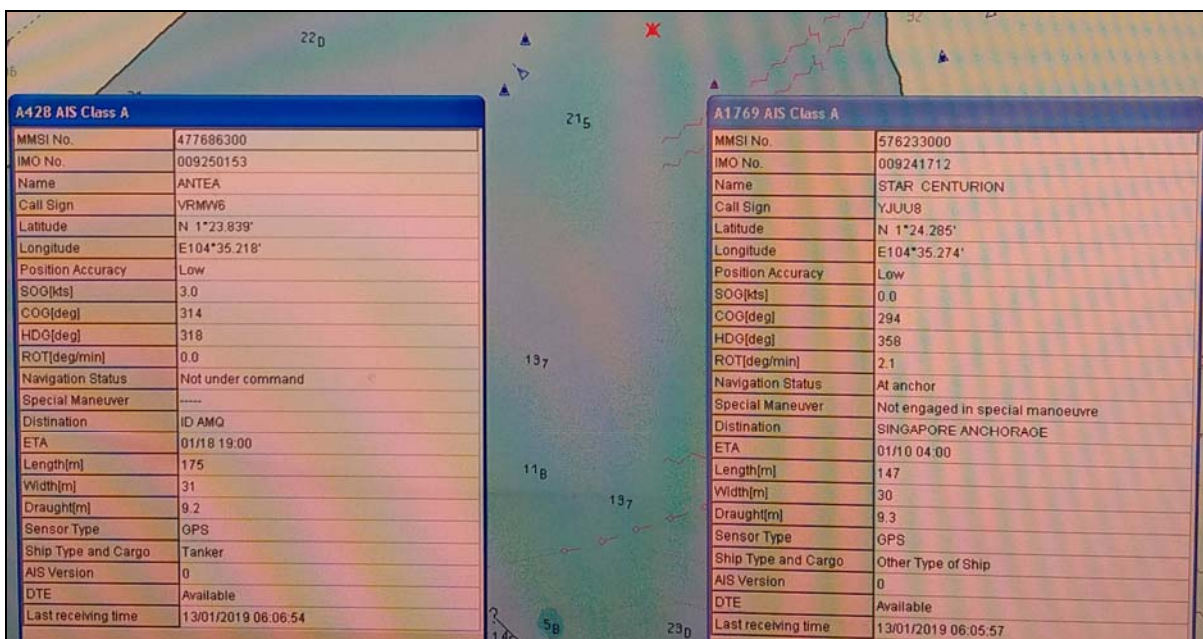 22D
32
A428 AIS Class A
MMSI No. 477686300
IMO No. 009250153
Name ANTEA
Call Sign VRMW6
Latitude N 1°23.839'
Longitude E104°35.218'
Position Accuracy Low
SOG[kts] 3.0
COG[deg] 314
HDG[deg] 318
ROT[deg/min] 0.0
Navigation Status Not under command
Special Maneuver -----
Distination ID AMQ
ETA 01/18 19:00
Length[m] 175
Width[m] 31
Draught[m] 9.2
Sensor Type GPS
Ship Type and Cargo Tanker
AIS Version 0
DTE Available
Last receiving time 13/01/2019 06:06:54
21 5
13 7
11 8
13 7
?
5 8
23 D
A1769 AIS Class A
MMSI No. 576233000
IMO No. 009241712
Name STAR CENTURION
Call Sign YJUU8
Latitude N 1°24.285'
Longitude E104°35.274'
Position Accuracy Low
SOG[kts] 0.0
COG[deg] 294
HDG[deg] 358
ROT[deg/min] 2.1
Navigation Status At anchor
Special Maneuver Not engaged in special manoeuvre
Distination SINGAPORE ANCHORAGE
ETA 01/10 04:00
Length[m] 147
Width[m] 30
Draught[m] 9.3
Sensor Type GPS
Ship Type and Cargo Other Type of Ship
AIS Version 0
DTE Available
Last receiving time 13/01/2019 06:05:57